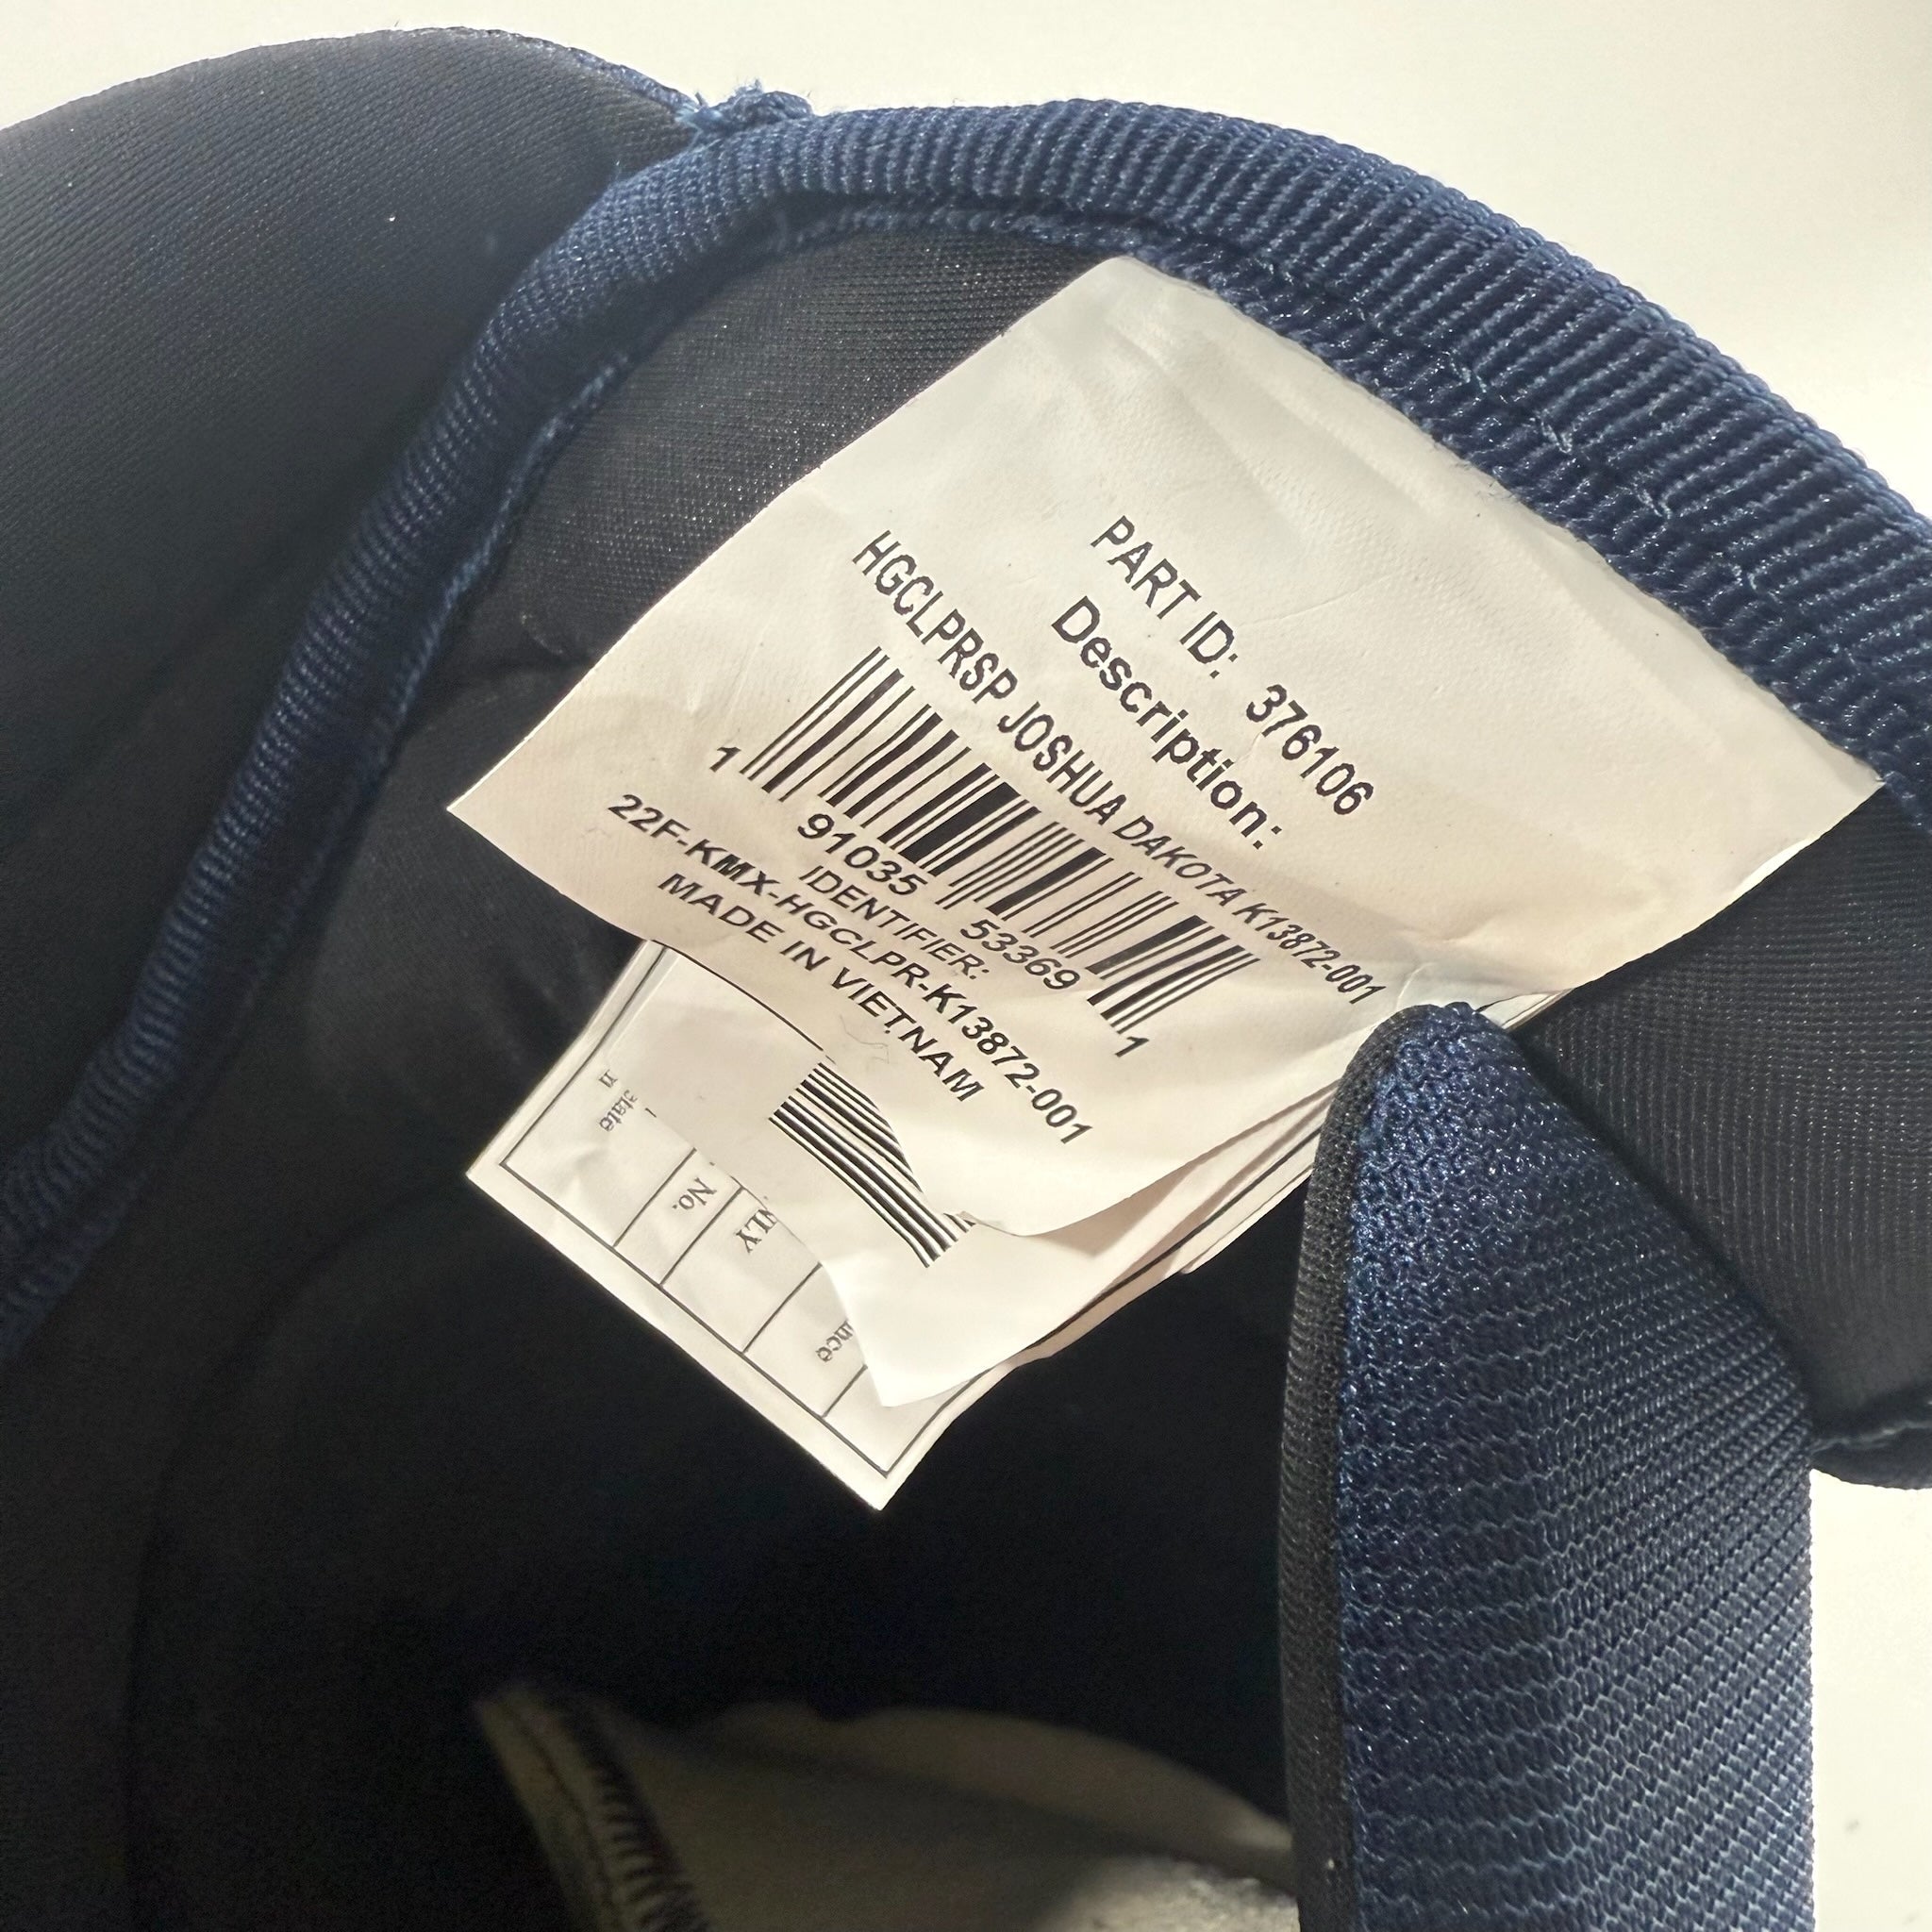 PART ID: 376106
Description:
HGCLPRSP JOSHUA DAKOTA K13872-001
1 91035 53369 1
IDENTIFIER:
22F-KMX-HGCLPR-K13872-001
MADE IN VIETNAM
No.